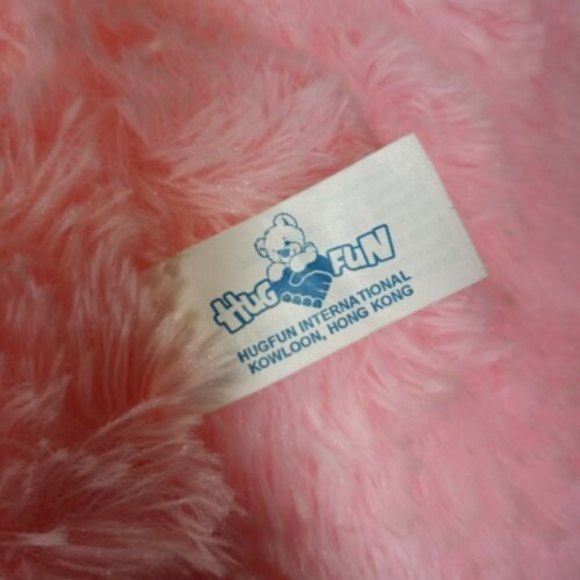 HUG FUN
HUGFUN INTERNATIONAL
KOWLOON, HONG KONG